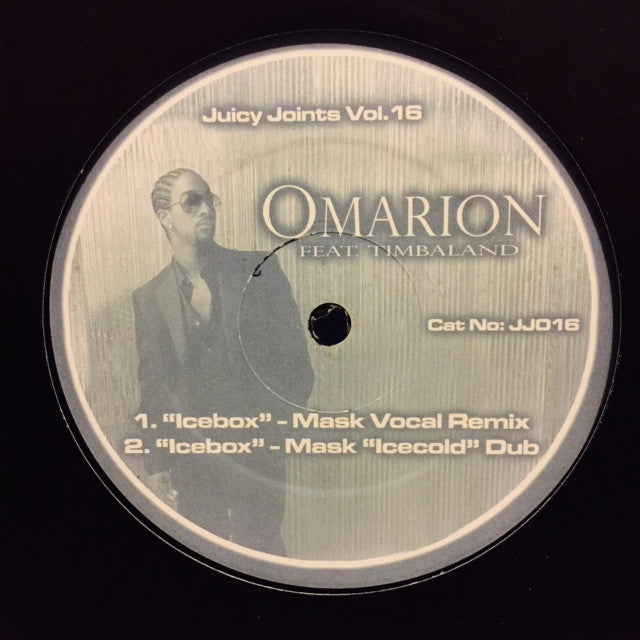 Juicy Joints Vol.16
OMARION
FEAT. TIMBALAND
Cat No: JJ016
1. “Icebox” - Mask Vocal Remix
2. “Icebox” - Mask “Icecold” Dub